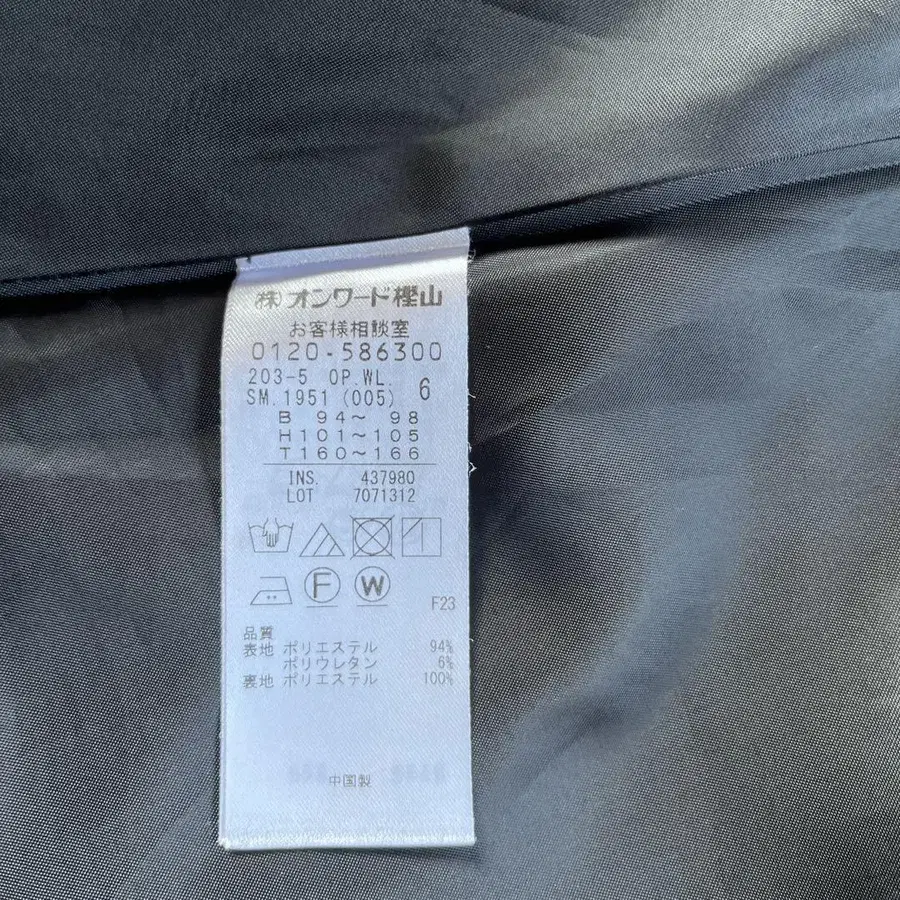 ㈱オンワード樫山
お客様相談室
0120-586300
203-5 OP.WL.
SM.1951 (005) 6
B 94～ 98
H101～105
T160～166
INS. 437980
LOT 7071312
F W
F23
品質
表地 ポリエステル 94%
ポリウレタン 6%
裏地 ポリエステル 100%
中国製